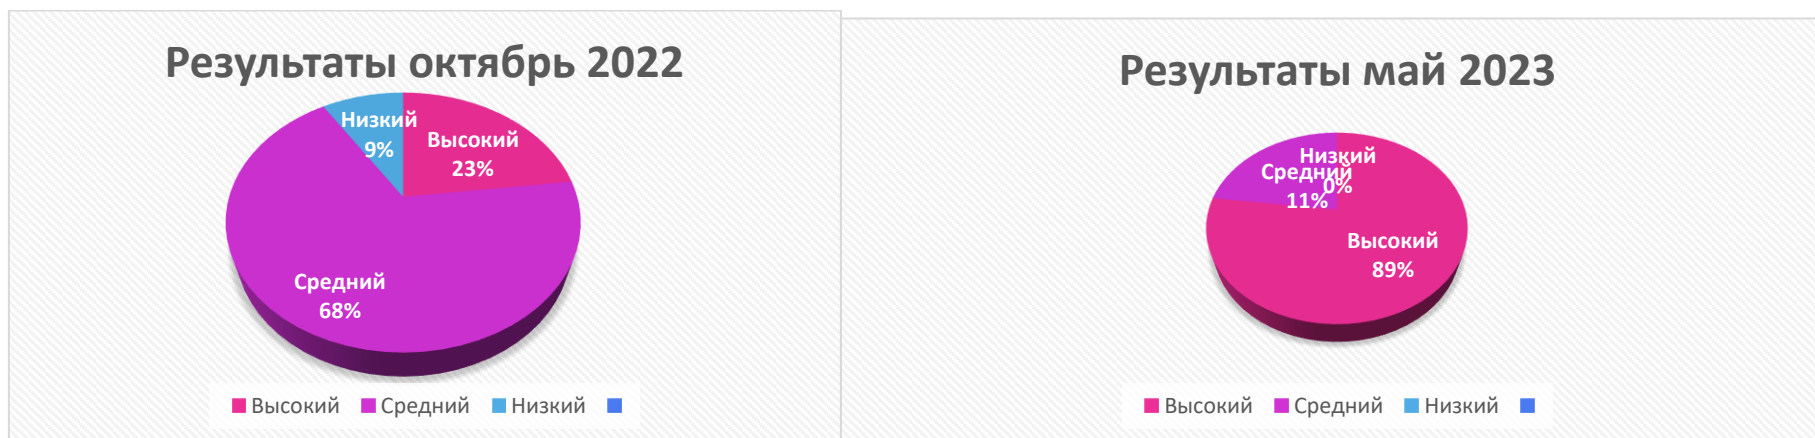 Результаты октябрь 2022
Низкий
9%
Высокий
23%
Средний
68%
Высокий Средний Низкий
Результаты май 2023
Низкий
0%
Средний
11%
Высокий
89%
Высокий Средний Низкий